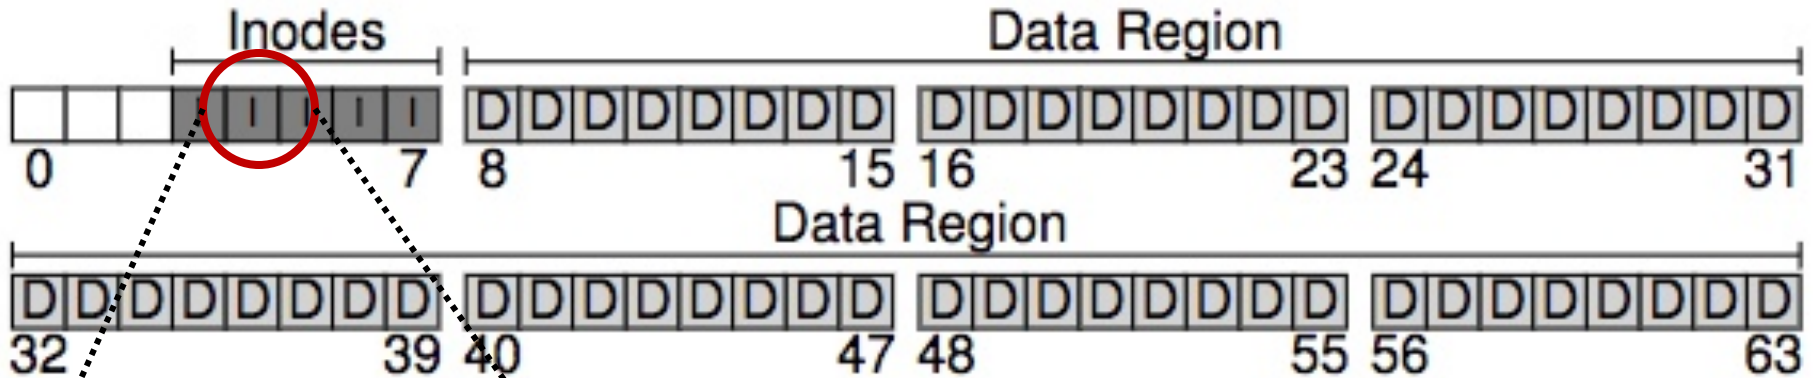 Inodes Data Region
I I I I I D D D D D D D D D D D D D D D D D D D D D D D D
0 7 8 15 16 23 24 31
Data Region
D D D D D D D D D D D D D D D D D D D D D D D D D D D D D D D D
32 39 40 47 48 55 56 63